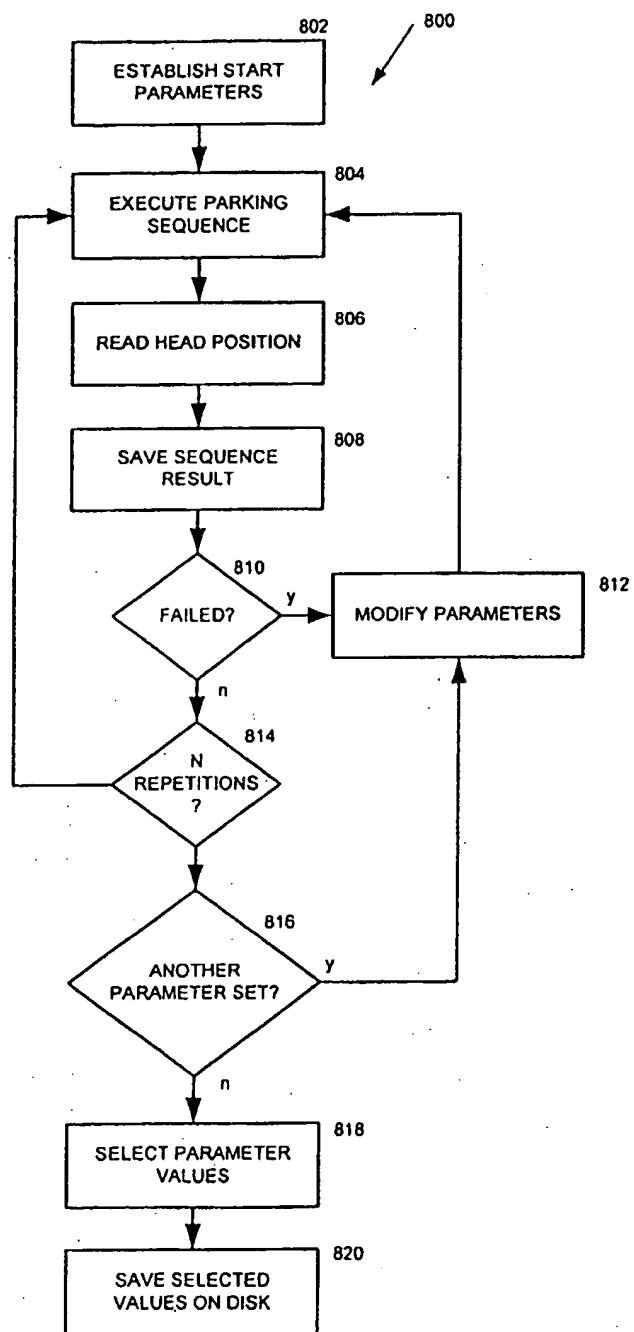 800
802
ESTABLISH START
PARAMETERS
804
EXECUTE PARKING
SEQUENCE
806
READ HEAD POSITION
808
SAVE SEQUENCE
RESULT
810
FAILED?
y
812
MODIFY PARAMETERS
n
814
N
REPETITIONS
?
816
ANOTHER
PARAMETER SET?
y
n
818
SELECT PARAMETER
VALUES
820
SAVE SELECTED
VALUES ON DISK